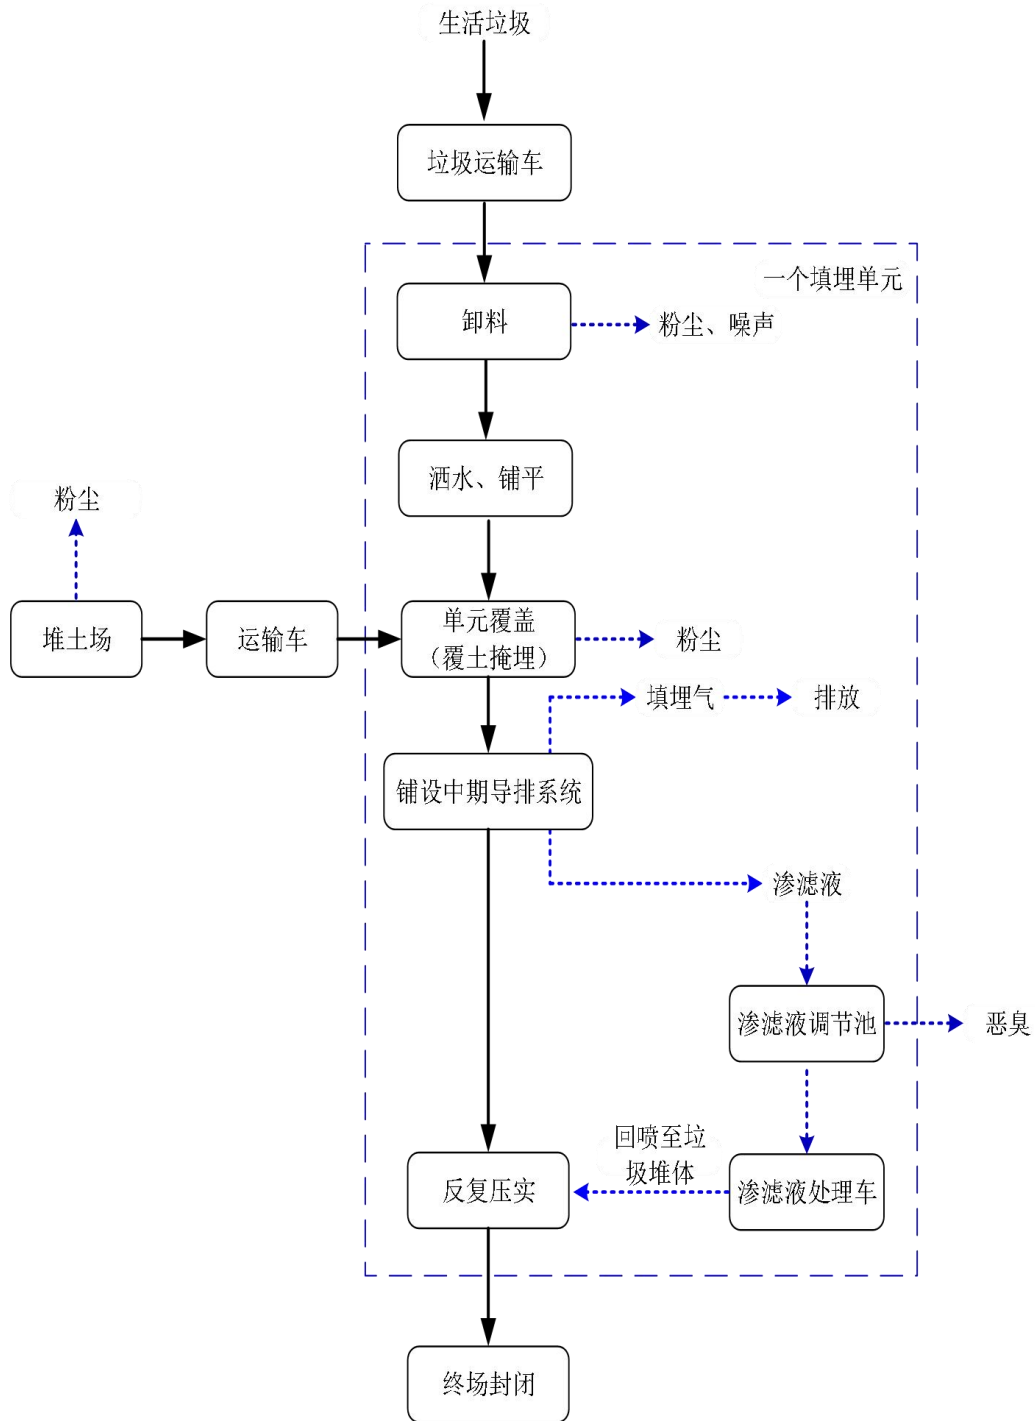 生活垃圾
垃圾运输车
一个填埋单元
卸料
粉尘、噪声
洒水、铺平
粉尘
堆土场
运输车
单元覆盖
（覆土掩埋）
粉尘
填埋气
排放
铺设中期导排系统
渗滤液
渗滤液调节池
恶臭
回喷至垃
圾堆体
反复压实
渗滤液处理车
终场封闭